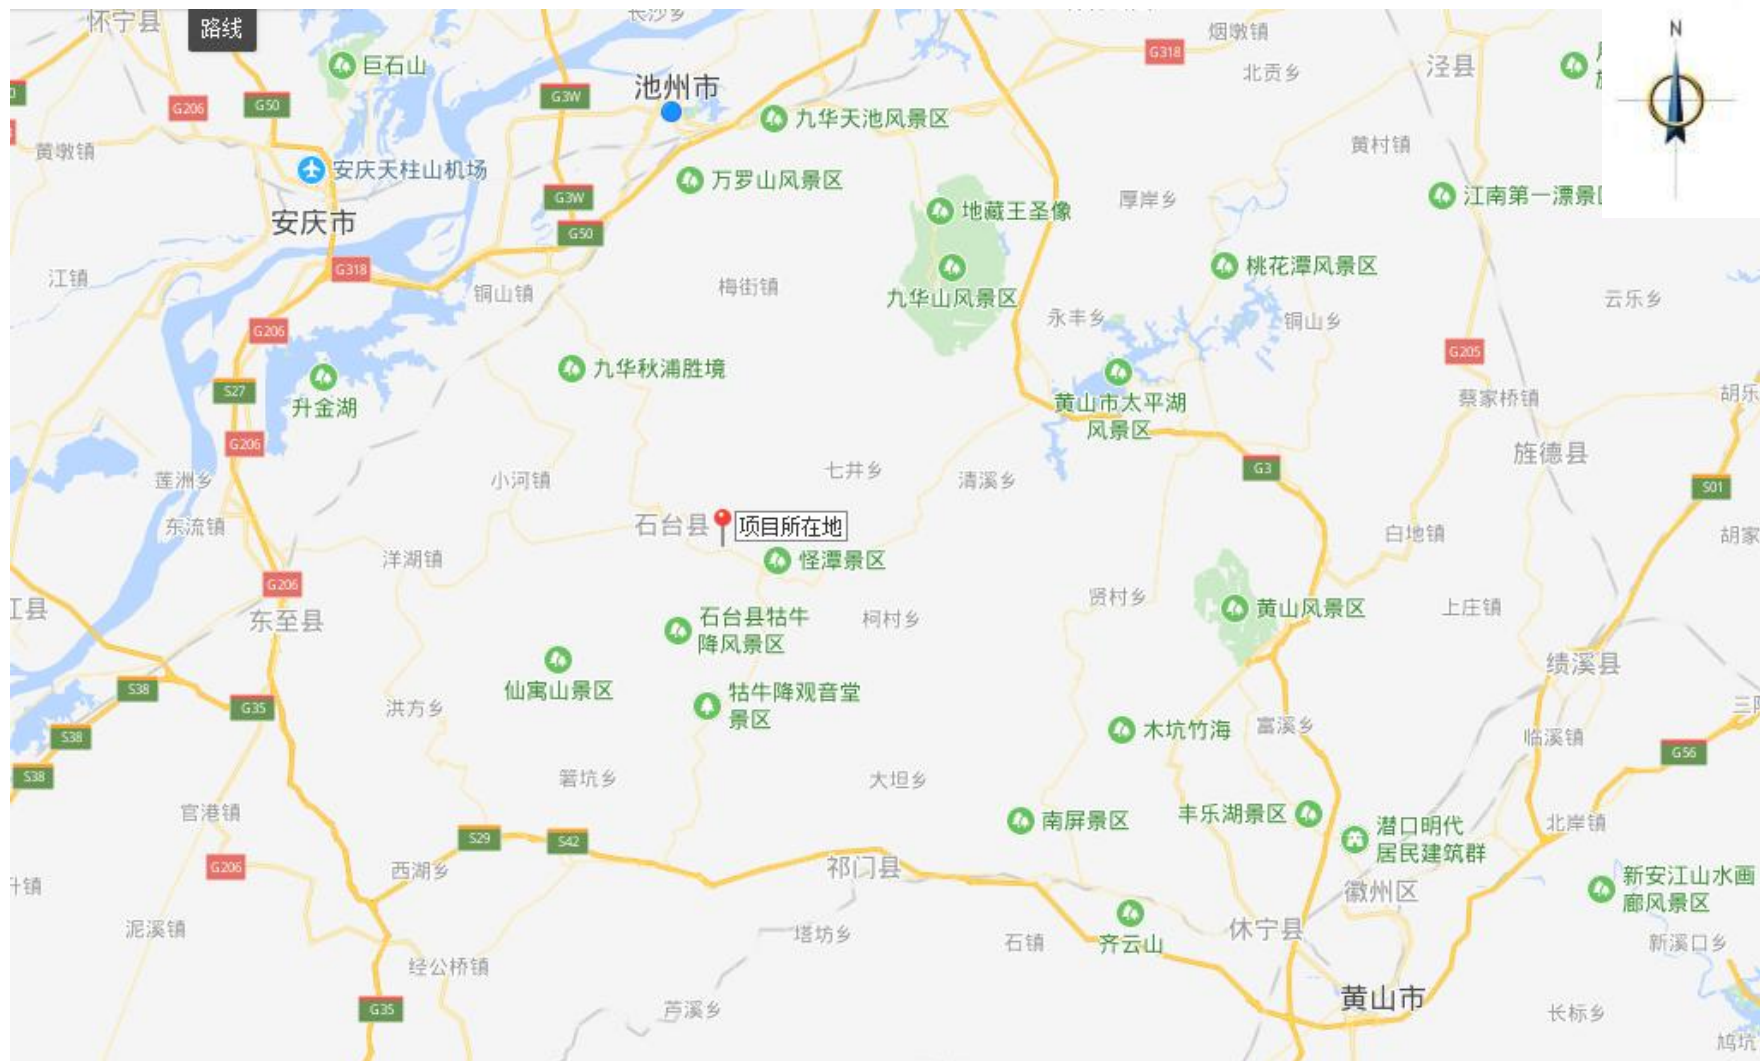 怀宁县
路线
长沙乡
烟墩镇
N
巨石山
G318
北贡乡
泾县
池州市
G206
G50
G3W
九华天池风景区
黄墩镇
黄村镇
安庆天柱山机场
万罗山风景区
G3W
厚岸乡
江南第一漂景
地藏王圣像
安庆市
G50
G318
桃花潭风景区
江镇
铜山镇
梅街镇
九华山风景区
云乐乡
永丰乡
铜山乡
G206
G205
九华秋浦胜境
S27
升金湖
黄山市太平湖
风景区
蔡家桥镇
胡乐
G206
旌德县
G3
莲洲乡
小河镇
七井乡
清溪乡
S01
东流镇
石台县
项目所在地
白地镇
胡家
洋湖镇
怪潭景区
G206
贤村乡
江县
黄山风景区
上庄镇
东至县
石台县牯牛
降风景区
柯村乡
绩溪县
仙寓山景区
S38
牯牛降观音堂
景区
G35
洪方乡
三阳
木坑竹海
富溪乡
S38
临溪镇
G56
S38
箬坑乡
大坦乡
官港镇
南屏景区
丰乐湖景区
北岸镇
潜口明代
居民建筑群
S29
S42
G206
西湖乡
祁门县
升镇
徽州区
新安江山水画
廊风景区
泥溪镇
塔坊乡
石镇
齐云山
休宁县
新溪口乡
经公桥镇
黄山市
G35
芦溪乡
长标乡
鸠坑